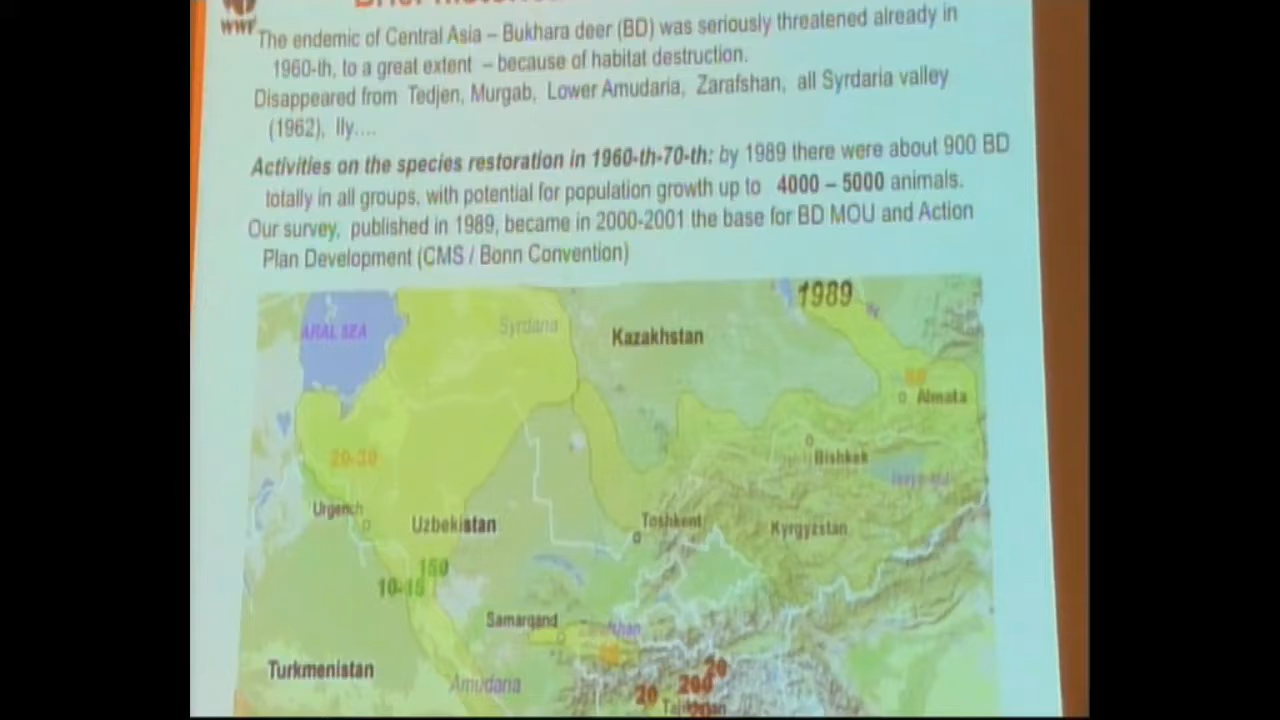 WWF
The endemic of Central Asia – Bukhara deer (BD) was seriously threatened already in
1960-th, to a great extent – because of habitat destruction.
Disappeared from Tedjen, Murgab, Lower Amudaria, Zarafshan, all Syrdaria valley
(1962), Ily....
Activities on the species restoration in 1960-th-70-th: by 1989 there were about 900 BD
totally in all groups, with potential for population growth up to 4000 – 5000 animals.
Our survey, published in 1989, became in 2000-2001 the base for BD MOU and Action
Plan Development (CMS / Bonn Convention)
1989
ARAL SEA
Syrdaria
Kazakhstan
Almata
20-30
Bishkek
Urgench
Uzbekistan
Toshkent
Kyrgyzstan
150
10-15
Samarqand
Turkmenistan
Amudaria
20
200
20